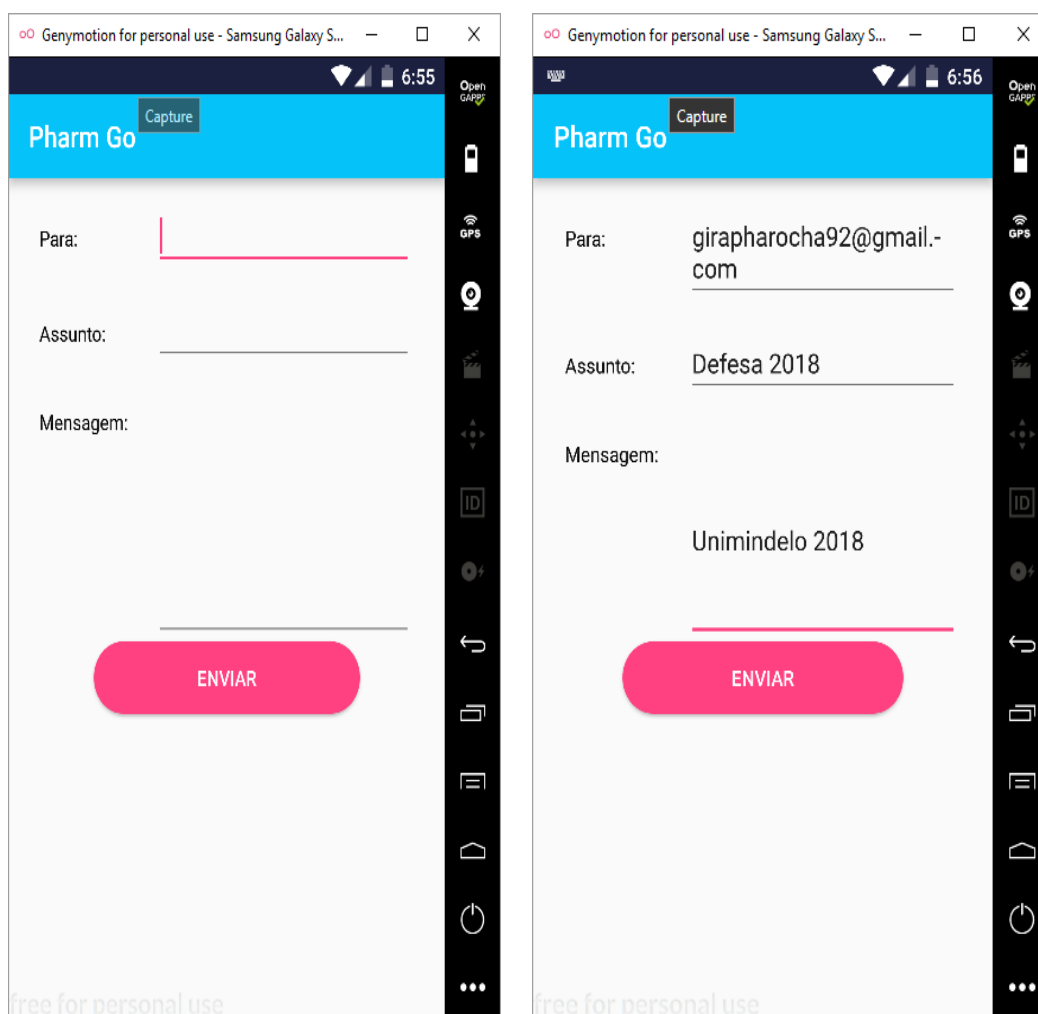 Genymotion for personal use - Samsung Galaxy S...
6:55
Open
GAPPS
Capture
Pharm Go
GPS
Para:
Assunto:
Mensagem:
ID
ENVIAR
free for personal use
Genymotion for personal use - Samsung Galaxy S...
6:56
Open
GAPPS
Capture
Pharm Go
GPS
Para:
girapharocha92@gmail.-
com
Assunto:
Defesa 2018
Mensagem:
ID
Unimindelo 2018
ENVIAR
free for personal use